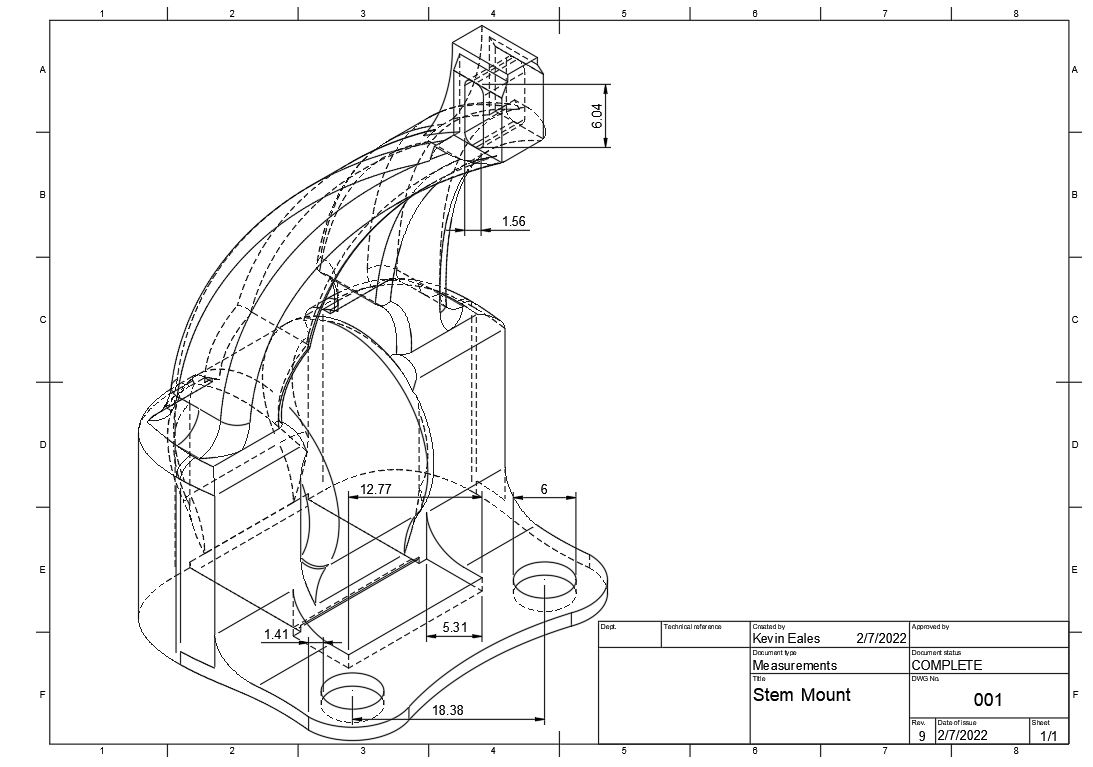 1 2 3 4 5 6 7 8
A A
6.04
B B
1.56
C C
D D
12.77 6
E E
1.41 5.31
18.38
F F
Dept. Technical reference Created by Approved by
Kevin Eales 2/7/2022
Document type Document status
Measurements COMPLETE
Title DWG No.
Stem Mount 001
Rev. Date of issue Sheet
9 2/7/2022 1/1
1 2 3 4 5 6 7 8